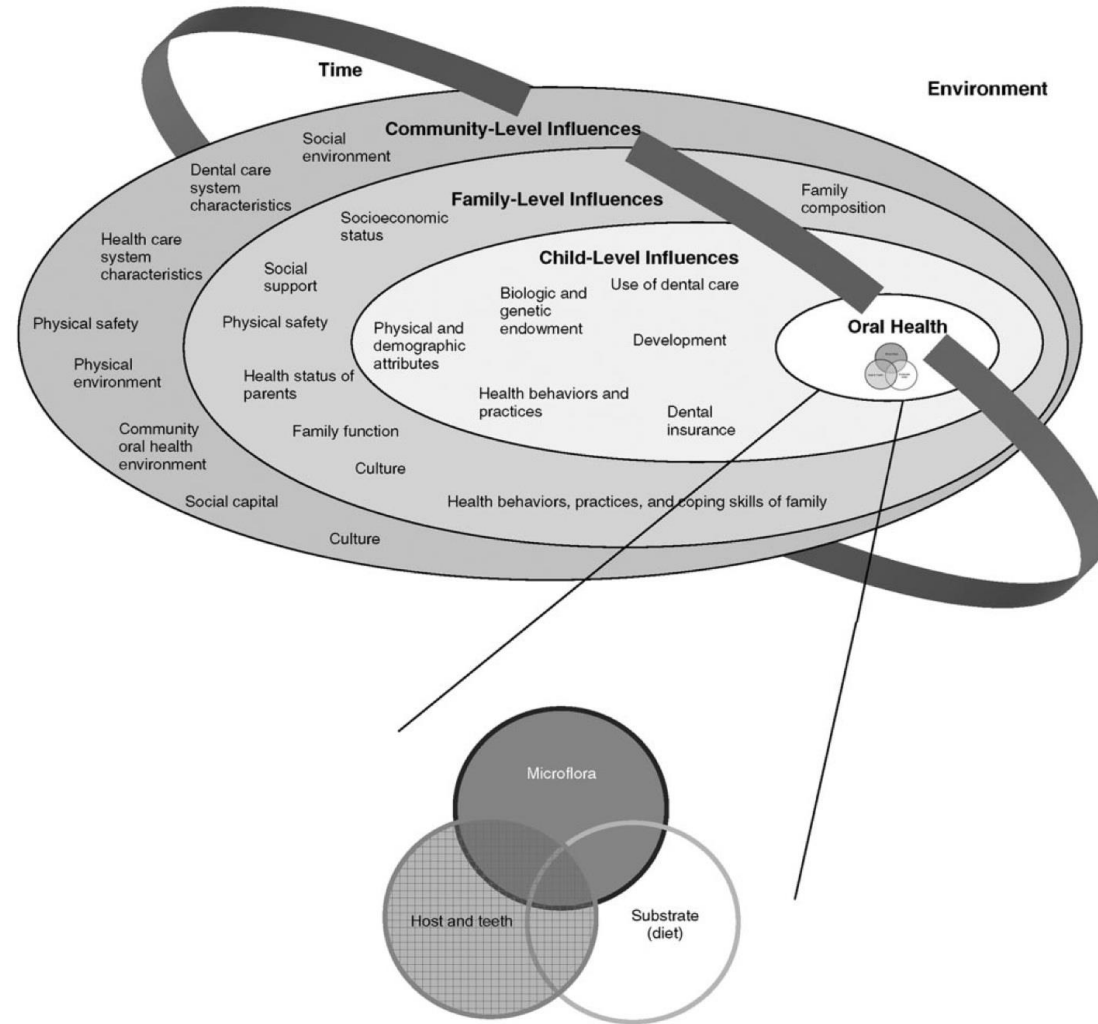 Time
Environment
Community-Level Influences
Social
environment
Dental care
system
characteristics
Family-Level Influences
Family
composition
Socioeconomic
status
Health care
system
characteristics
Child-Level Influences
Social
support
Use of dental care
Biologic and
genetic
endowment
Physical safety
Physical safety
Physical and
demographic
attributes
Development
Oral Health
Physical
environment
Health status of
parents
Health behaviors and
practices
Dental
insurance
Community
oral health
environment
Family function
Culture
Social capital
Health behaviors, practices, and coping skills of family
Culture
Microflora
Host and teeth
Substrate
(diet)